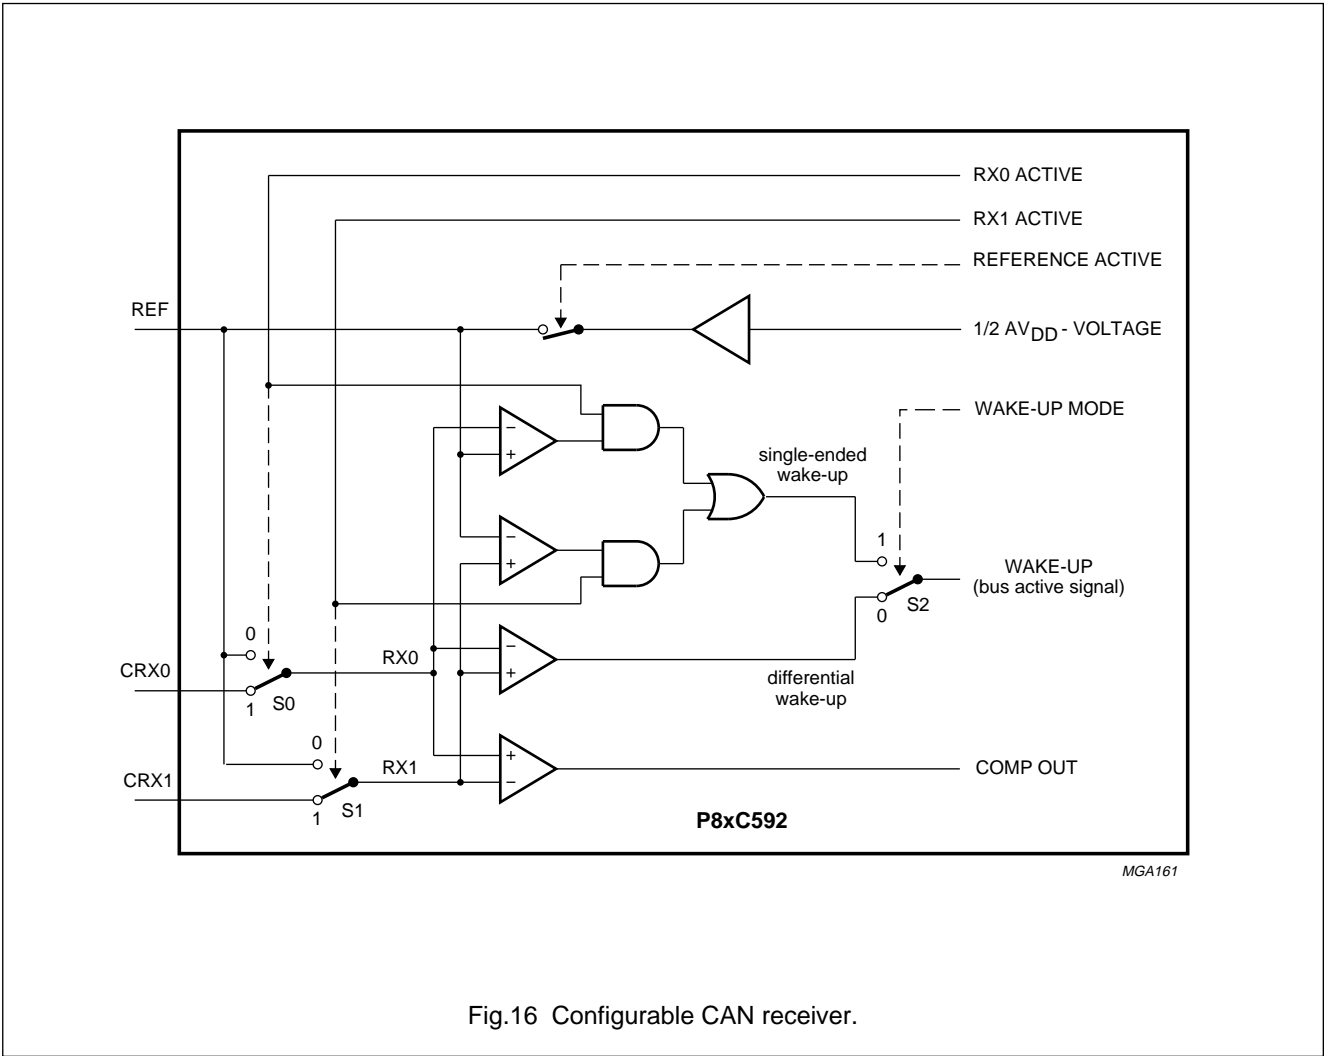 RX0 ACTIVE
RX1 ACTIVE
REFERENCE ACTIVE
REF
1/2 AVDD - VOLTAGE
WAKE-UP MODE
−
+
single-ended
wake-up
−
+
1
WAKE-UP
(bus active signal)
S2
0
0
CRX0
RX0
−
+
differential
wake-up
S0
1
0
CRX1
RX1
+
−
COMP OUT
S1
1
P8xC592
MGA161
Fig.16 Configurable CAN receiver.